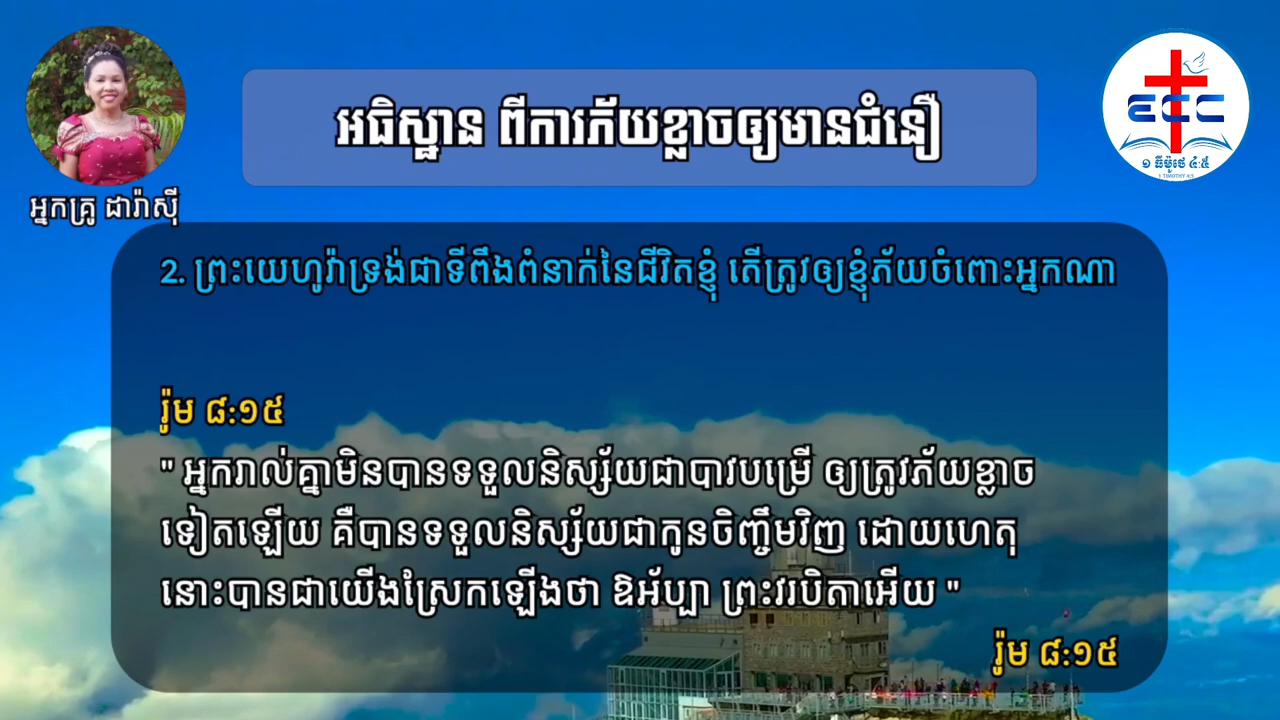 អធិស្ឋាន ពីការភ័យខ្លាចឲ្យមានជំនឿ
ECC
១ ធីម៉ូថេ ៤:៥
1 TIMOTHY 4:5
អ្នកគ្រូ ដារ៉ាស៊ី
2. ព្រះយេហូវ៉ាទ្រង់ជាទីពឹងពំនាក់នៃជីវិតខ្ញុំ តើត្រូវឲ្យខ្ញុំភ័យចំពោះអ្នកណា
រ៉ូម ៨:១៥
" អ្នករាល់គ្នាមិនបានទទួលនិស្ស័យជាបាវបម្រើ ឲ្យត្រូវភ័យខ្លាច
ទៀតឡើយ គឺបានទទួលនិស្ស័យជាកូនចិញ្ចឹមវិញ ដោយហេតុ
នោះបានជាយើងស្រែកឡើងថា ឱអ័ប្បា ព្រះវរបិតាអើយ "
រ៉ូម ៨:១៥